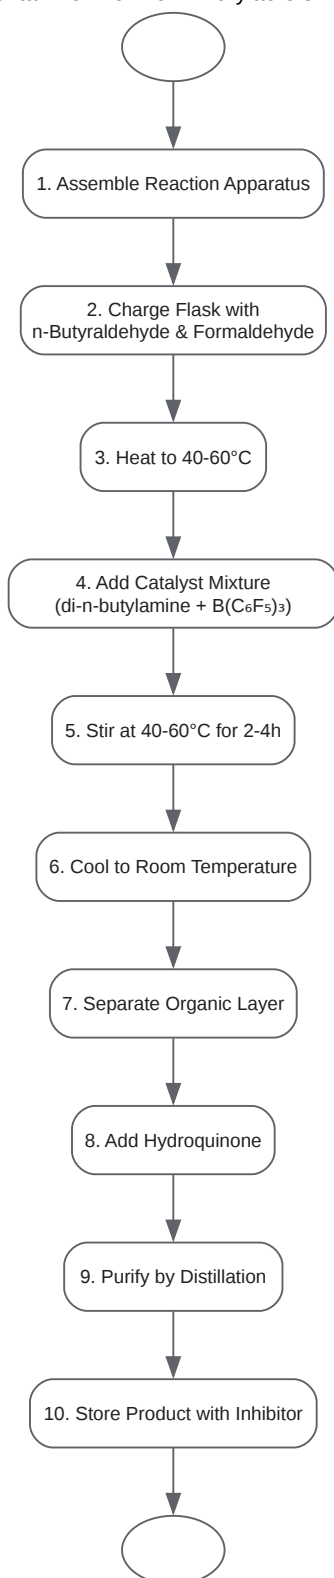 1. Assemble Reaction Apparatus
2. Charge Flask with
n-Butyraldehyde & Formaldehyde
3. Heat to 40-60°C
4. Add Catalyst Mixture
(di-n-butylamine + B(C₆F₅)₃)
5. Stir at 40-60°C for 2-4h
6. Cool to Room Temperature
7. Separate Organic Layer
8. Add Hydroquinone
9. Purify by Distillation
10. Store Product with Inhibitor